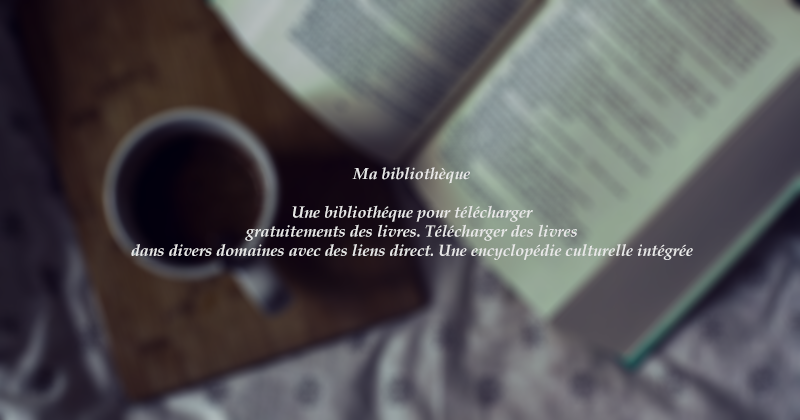 Ma bibliothèque
Une bibliothéque pour télécharger
gratuitements des livres. Télécharger des livres
dans divers domaines avec des liens direct. Une encyclopédie culturelle intégrée